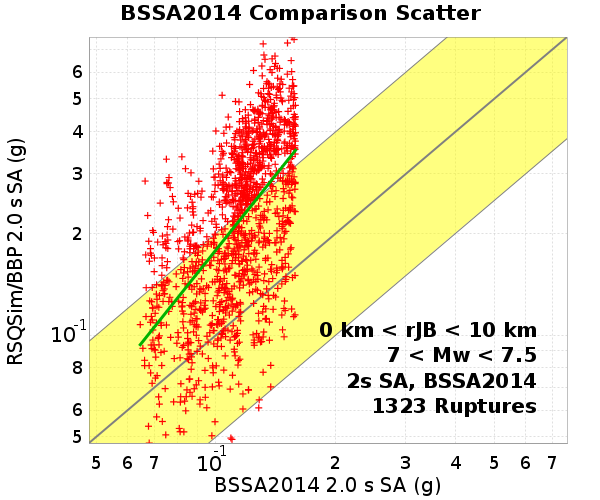 BSSA2014 Comparison Scatter
RSQSim/BBP 2.0 s SA (g)
6
5
4
3
2
10-1
8
6
5
0 km < rJB < 10 km
7 < Mw < 7.5
2s SA, BSSA2014
1323 Ruptures
5 6 7 10-1 2 3 4 5 6 7
BSSA2014 2.0 s SA (g)